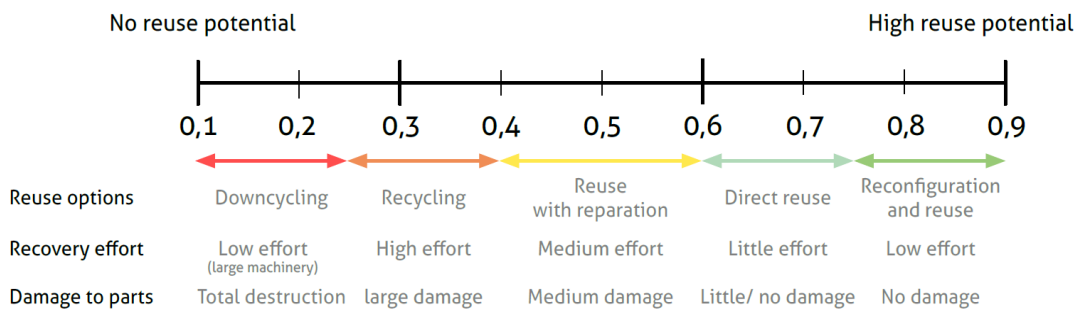 No reuse potential
High reuse potential
0,1 0,2 0,3 0,4 0,5 0,6 0,7 0,8 0,9
Reuse options
Downcycling
Recycling
Reuse
with reparation
Direct reuse
Reconfiguration
and reuse
Recovery effort
Low effort
(large machinery)
High effort
Medium effort
Little effort
Low effort
Damage to parts
Total destruction
large damage
Medium damage
Little/ no damage
No damage